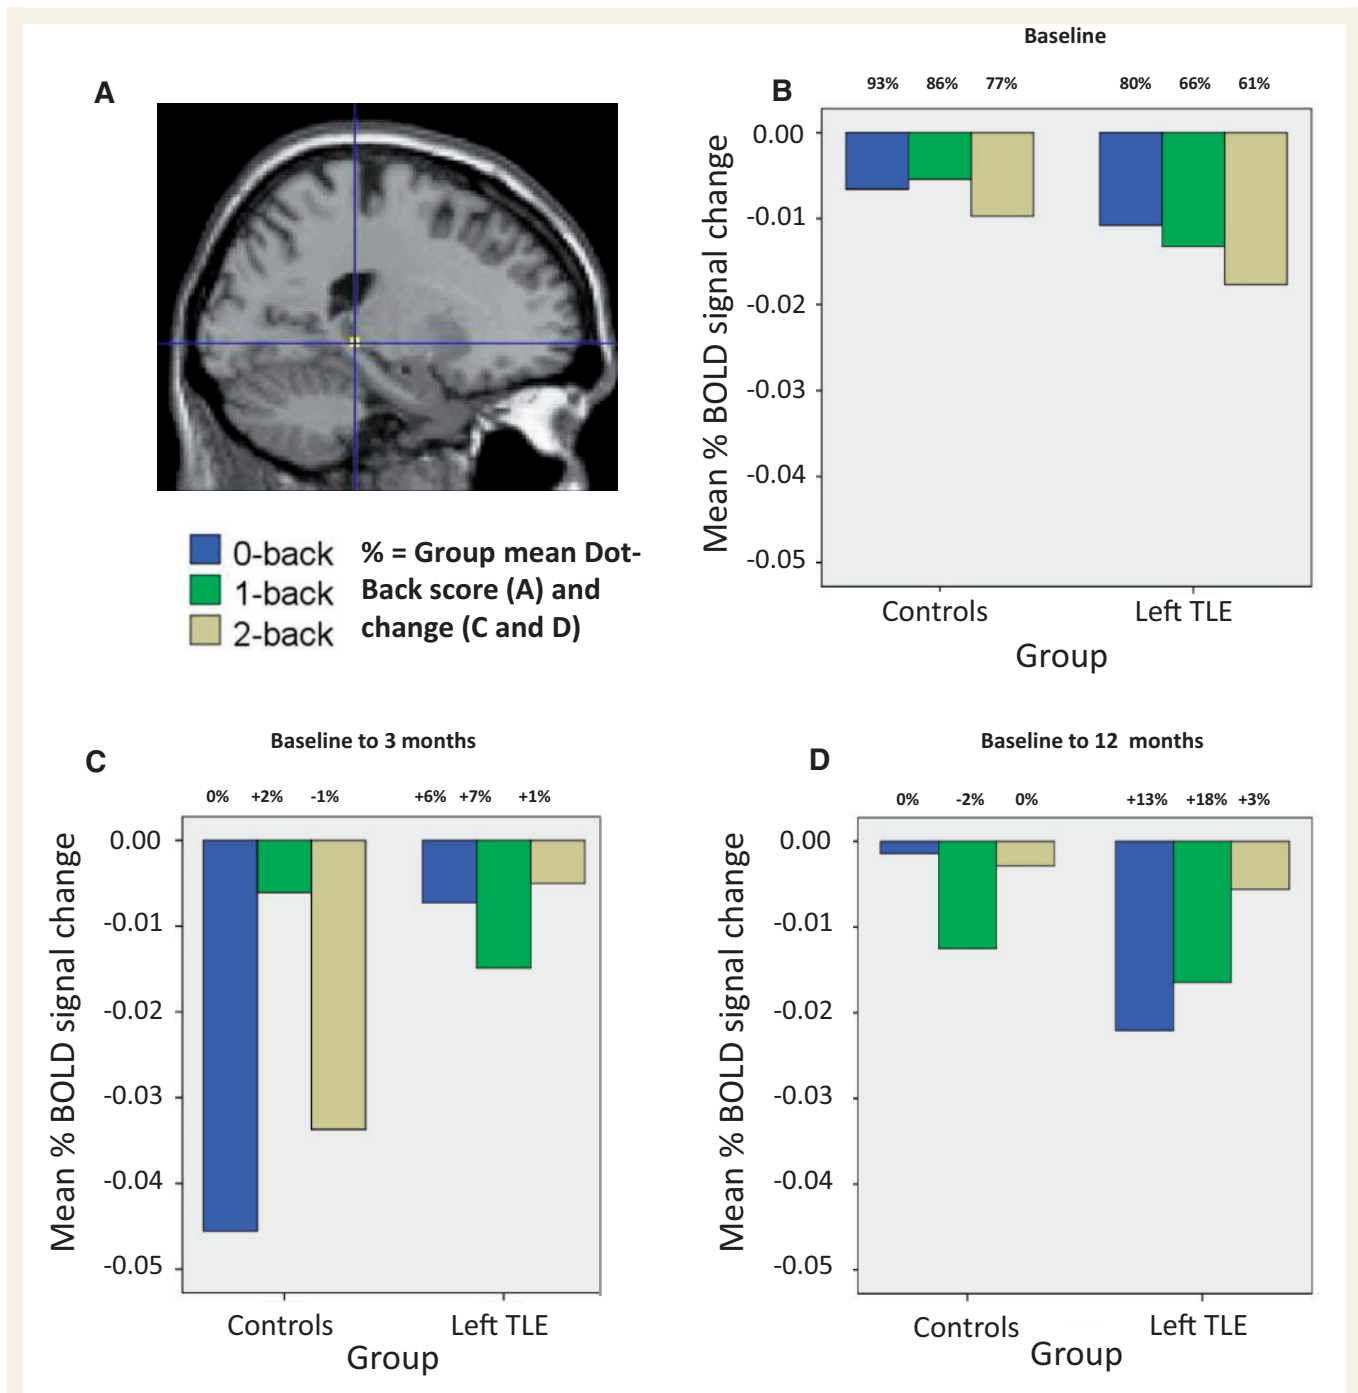 A
0-back
1-back
2-back
% = Group mean Dot-
Back score (A) and
change (C and D)
Baseline
B
93% 86% 77% 80% 66% 61%
Mean % BOLD signal change
0.00
-0.01
-0.02
-0.03
-0.04
-0.05
Controls Left TLE
Group
Baseline to 3 months
C
0% +2% -1% +6% +7% +1%
Mean % BOLD signal change
0.00
-0.01
-0.02
-0.03
-0.04
-0.05
Controls Left TLE
Group
Baseline to 12 months
D
0% -2% 0% +13% +18% +3%
Mean % BOLD signal change
0.00
-0.01
-0.02
-0.03
-0.04
-0.05
Controls Left TLE
Group